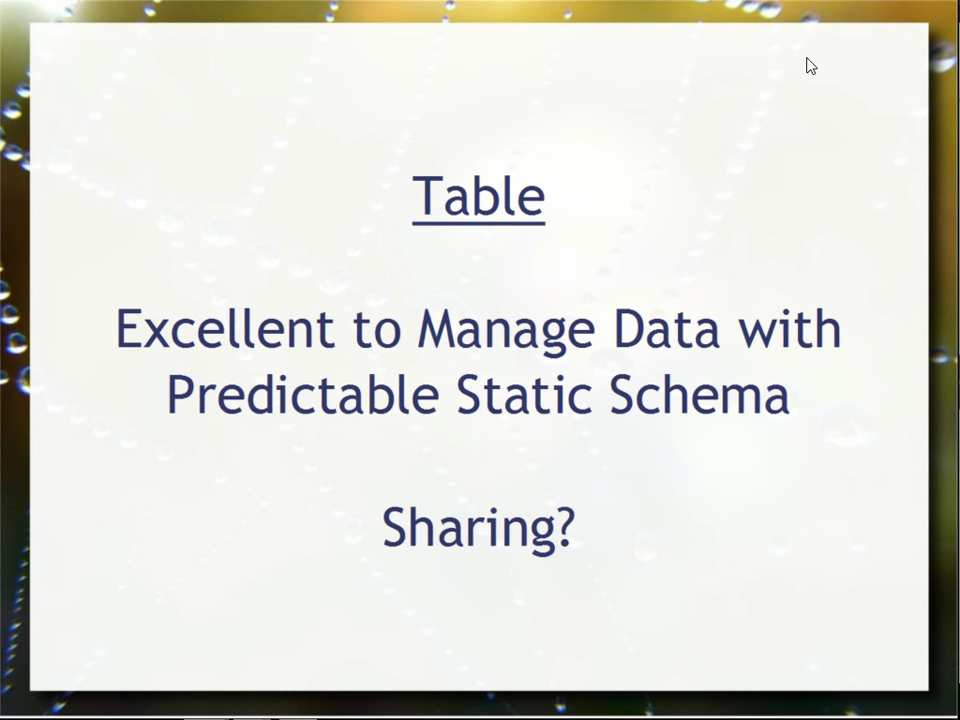 Table
Excellent to Manage Data with
Predictable Static Schema
Sharing?